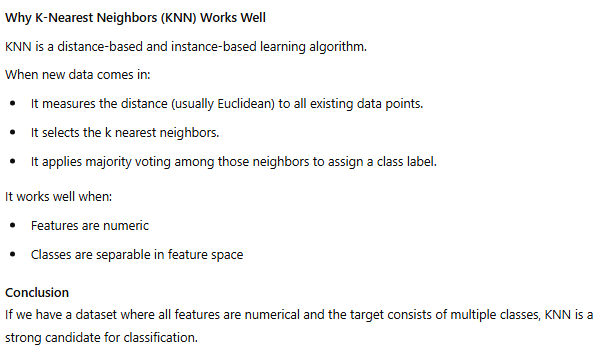 Why K-Nearest Neighbors (KNN) Works Well
KNN is a distance-based and instance-based learning algorithm.
When new data comes in:
• It measures the distance (usually Euclidean) to all existing data points.
• It selects the k nearest neighbors.
• It applies majority voting among those neighbors to assign a class label.
It works well when:
• Features are numeric
• Classes are separable in feature space
Conclusion
If we have a dataset where all features are numerical and the target consists of multiple classes, KNN is a
strong candidate for classification.